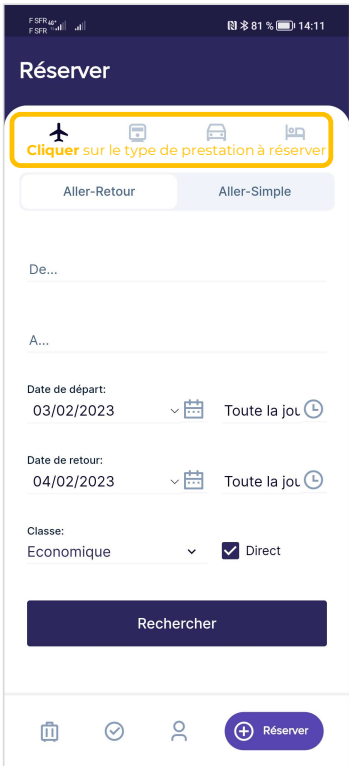 F SFR 4G+
F SFR
81 % 14:11
Réserver
Cliquer sur le type de prestation à réserver
Aller-Retour Aller-Simple
De...
A...
Date de départ:
03/02/2023 Toute la jou
Date de retour:
04/02/2023 Toute la jou
Classe:
Economique Direct
Rechercher
Réserver